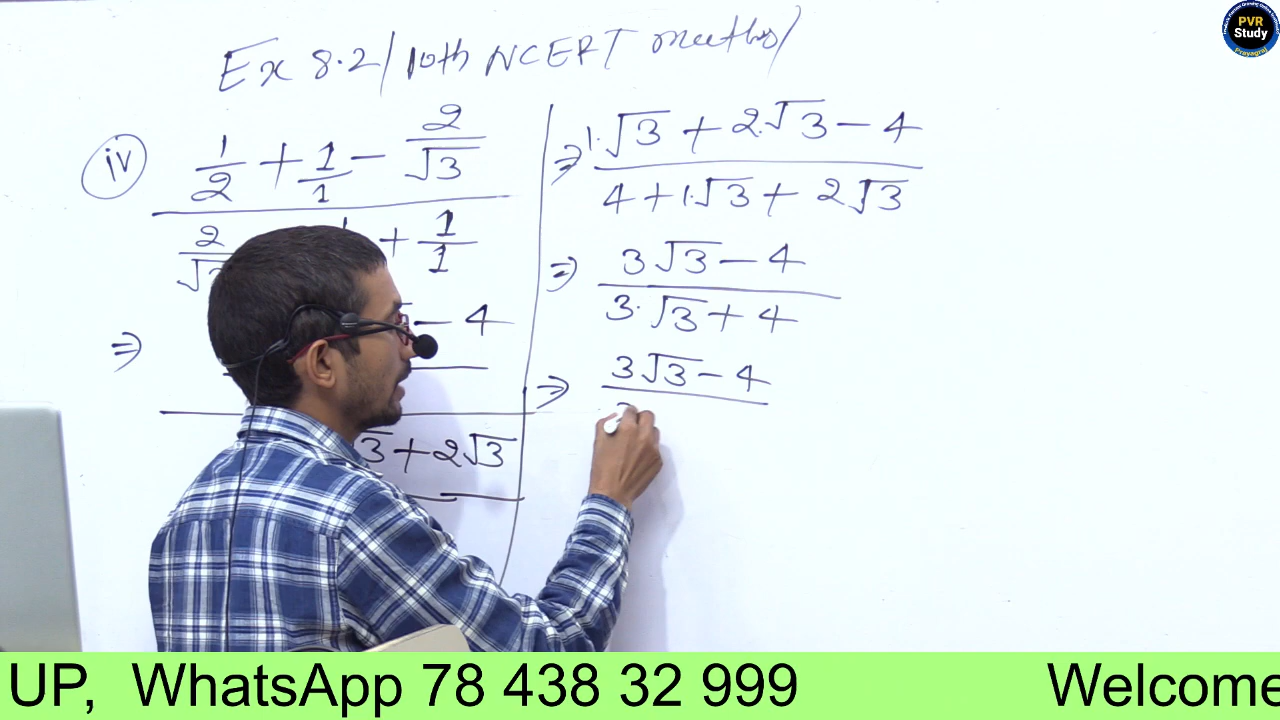 Ex 8.2/10th NCERT maths/
PVR
Study
Prayagraj
iv
1/2 + 1/1 - 2/√3
2/√ + 1/1
⇒ - 4
3 + 2√3
⇒ 1·√3 + 2·√3 - 4
4 + 1·√3 + 2√3
⇒ 3√3 - 4
3·√3 + 4
⇒ 3√3 - 4
UP, WhatsApp 78 438 32 999 Welcome